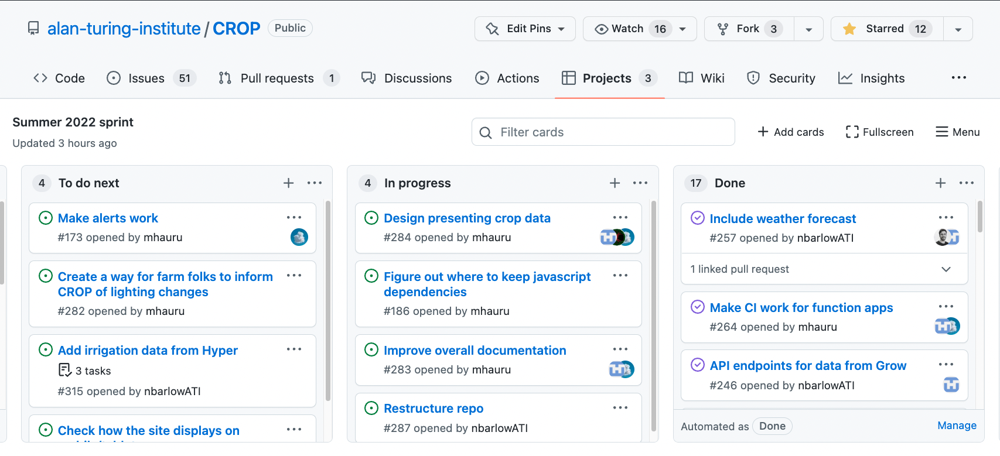 alan-turing-institute / CROP Public
Edit Pins Watch 16 Fork 3 Starred 12
Code Issues 51 Pull requests 1 Discussions Actions Projects 3 Wiki Security Insights
Summer 2022 sprint
Updated 3 hours ago
Filter cards
Add cards Fullscreen Menu
4 To do next
Make alerts work
#173 opened by mhauru
Create a way for farm folks to inform
CROP of lighting changes
#282 opened by mhauru
Add irrigation data from Hyper
3 tasks
#315 opened by nbarlowATI
Check how the site displays on
4 In progress
Design presenting crop data
#284 opened by mhauru
Figure out where to keep javascript
dependencies
#186 opened by mhauru
Improve overall documentation
#283 opened by mhauru
Restructure repo
#287 opened by nbarlowATI
17 Done
Include weather forecast
#257 opened by nbarlowATI
1 linked pull request
Make CI work for function apps
#264 opened by mhauru
API endpoints for data from Grow
#246 opened by nbarlowATI
Automated as Done Manage